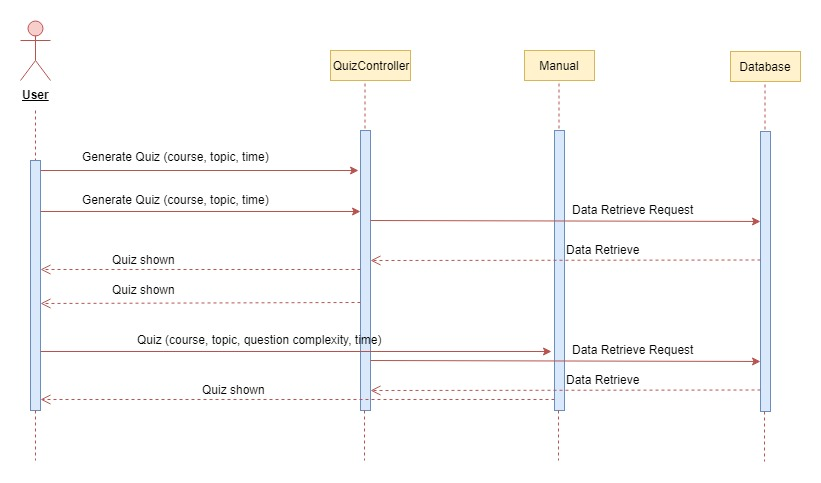 User
QuizController
Manual
Database
Generate Quiz (course, topic, time)
Generate Quiz (course, topic, time)
Data Retrieve Request
Data Retrieve
Quiz shown
Quiz shown
Quiz (course, topic, question complexity, time)
Data Retrieve Request
Data Retrieve
Quiz shown